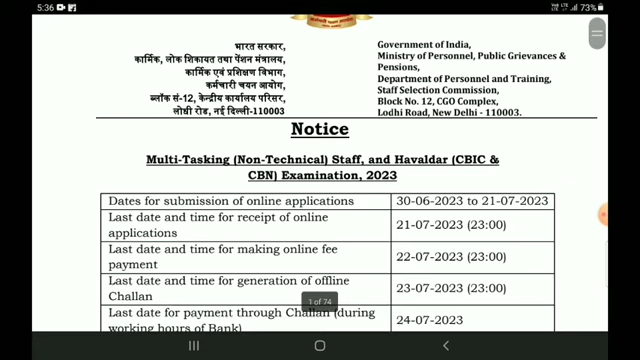 5:36
73%
भारत सरकार,
कार्मिक, लोक शिकायत तथा पेंशन मंत्रालय,
कार्मिक एवं प्रशिक्षण विभाग,
कर्मचारी चयन आयोग,
ब्लॉक सं-12, केन्द्रीय कार्यालय परिसर,
लोधी रोड, नई दिल्ली -110003
Government of India,
Ministry of Personnel, Public Grievances &
Pensions,
Department of Personnel and Training,
Staff Selection Commission,
Block No. 12, CGO Complex,
Lodhi Road, New Delhi - 110003.
Notice
Multi-Tasking (Non-Technical) Staff, and Havaldar (CBIC &
CBN) Examination, 2023
Dates for submission of online applications 30-06-2023 to 21-07-2023
Last date and time for receipt of online
applications 21-07-2023 (23:00)
Last date and time for making online fee
payment 22-07-2023 (23:00)
Last date and time for generation of offline
Challan 23-07-2023 (23:00)
1 of 74
Last date for payment through Challan (during
working hours of Bank) 24-07-2023